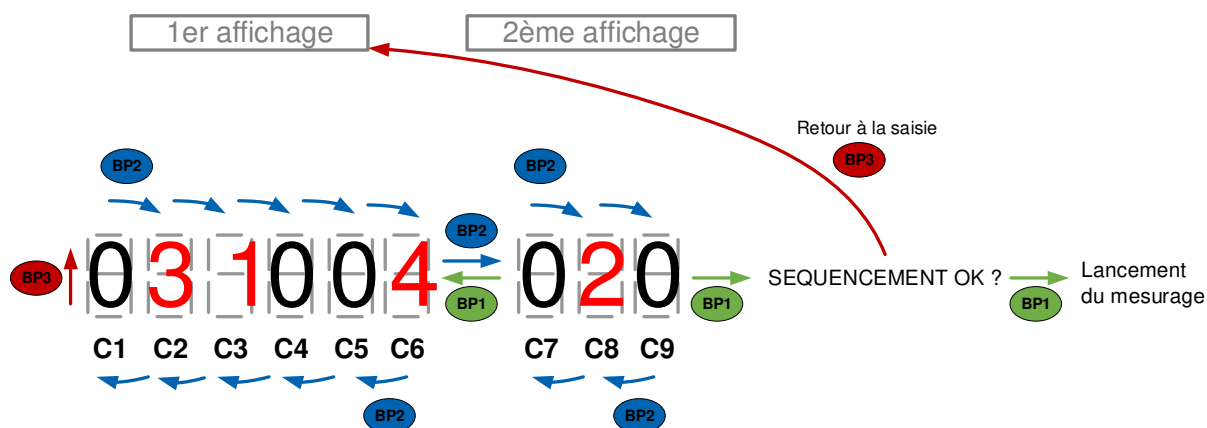 1er affichage 2ème affichage
Retour à la saisie
BP2 BP2 BP3
BP2
BP3 031004 020 SEQUENCEMENT OK ? Lancement
du mesurage
BP1 BP1 BP1
C1 C2 C3 C4 C5 C6 C7 C8 C9
BP2 BP2